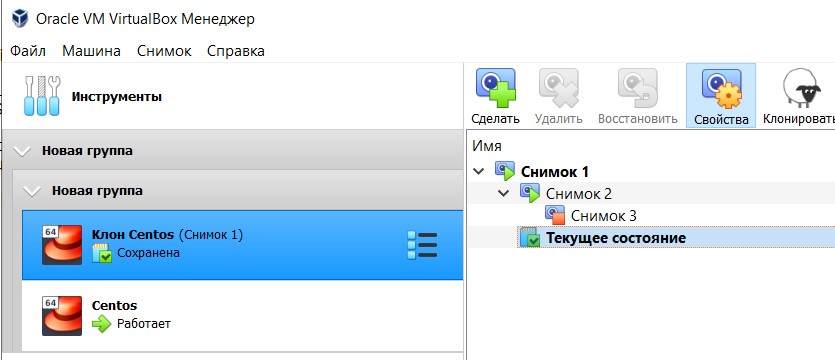 Oracle VM VirtualBox Менеджер
Файл Машина Снимок Справка
Инструменты
Сделать Удалить Восстановить Свойства Клонировать
Имя
Новая группа
Новая группа
64
Клон Centos (Снимок 1)
Сохранена
64
Centos
Работает
Снимок 1
Снимок 2
Снимок 3
Текущее состояние